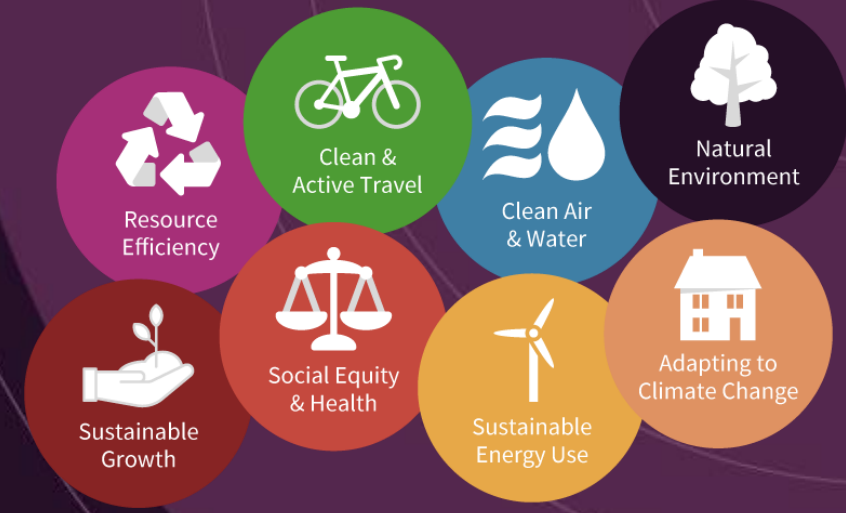 Resource
Efficiency
Clean &
Active Travel
Clean Air
& Water
Natural
Environment
Sustainable
Growth
Social Equity
& Health
Sustainable
Energy Use
Adapting to
Climate Change